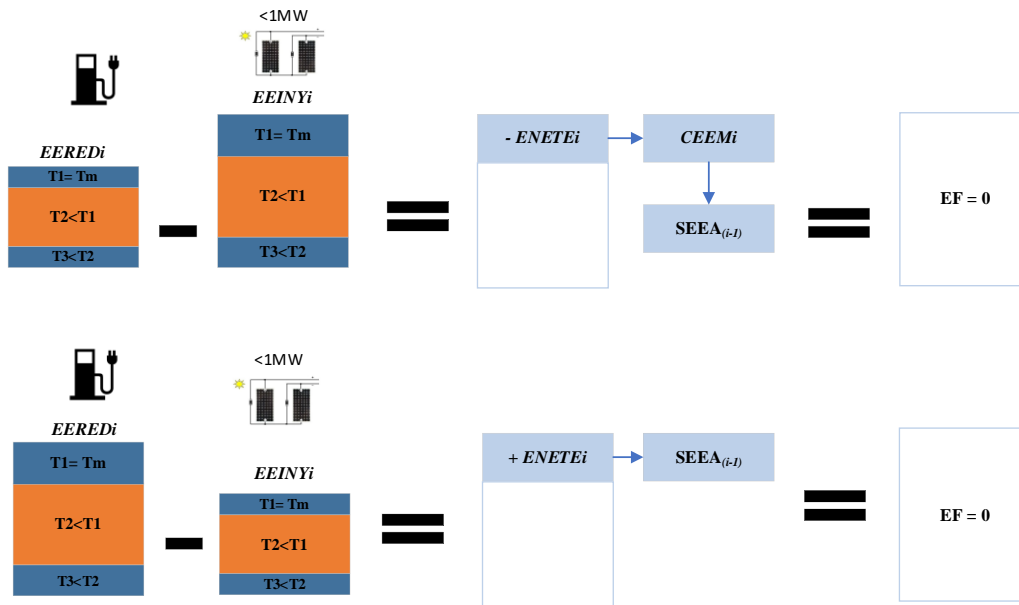 <1MW
EEREDi
EEINYi
T1= Tm
T2<T1
T3<T2
T1= Tm
T2<T1
T3<T2
- ENETEi
CEEMi
SEEA(i-1)
EF = 0
<1MW
EEREDi
EEINYi
T1= Tm
T2<T1
T3<T2
T1= Tm
T2<T1
T3<T2
+ ENETEi
SEEA(i-1)
EF = 0